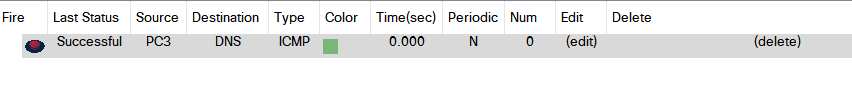 Fire Last Status Source Destination Type Color Time(sec) Periodic Num Edit Delete
Successful PC3 DNS ICMP 0.000 N 0 (edit) (delete)